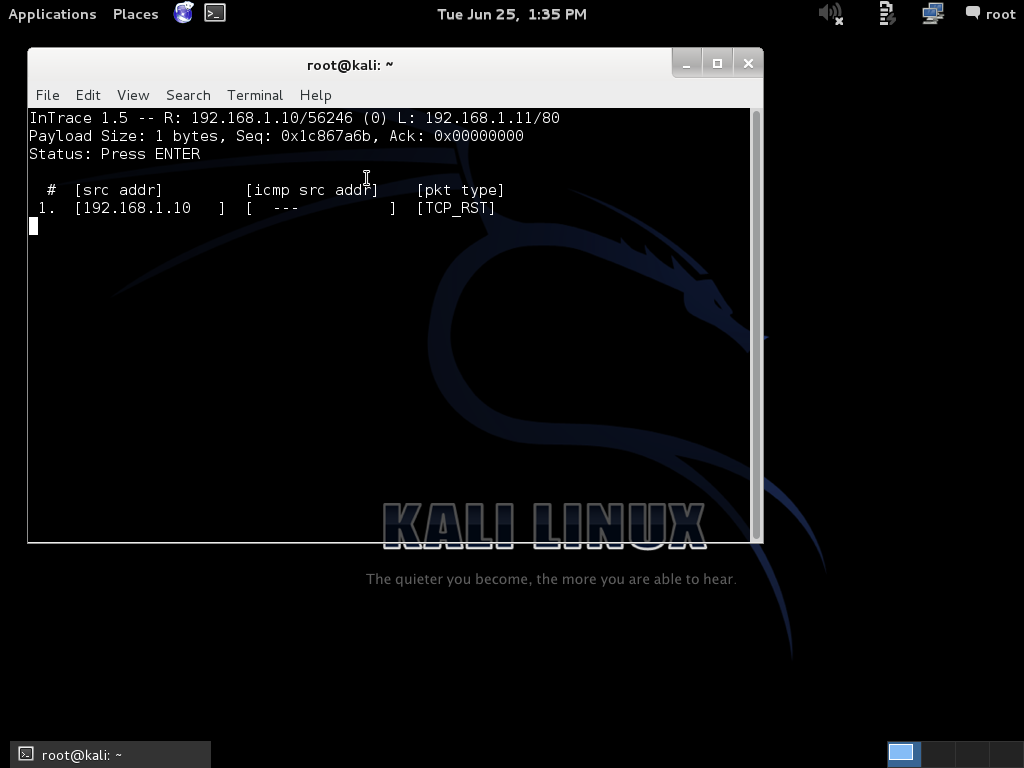 Applications Places Tue Jun 25, 1:35 PM root
root@kali: ~
File Edit View Search Terminal Help
InTrace 1.5 -- R: 192.168.1.10/56246 (0) L: 192.168.1.11/80
Payload Size: 1 bytes, Seq: 0x1c867a6b, Ack: 0x00000000
Status: Press ENTER
# [src addr] [icmp src addr] [pkt type]
1. [192.168.1.10 ] [ --- ] [TCP_RST]
KALI LINUX
The quieter you become, the more you are able to hear.
root@kali: ~